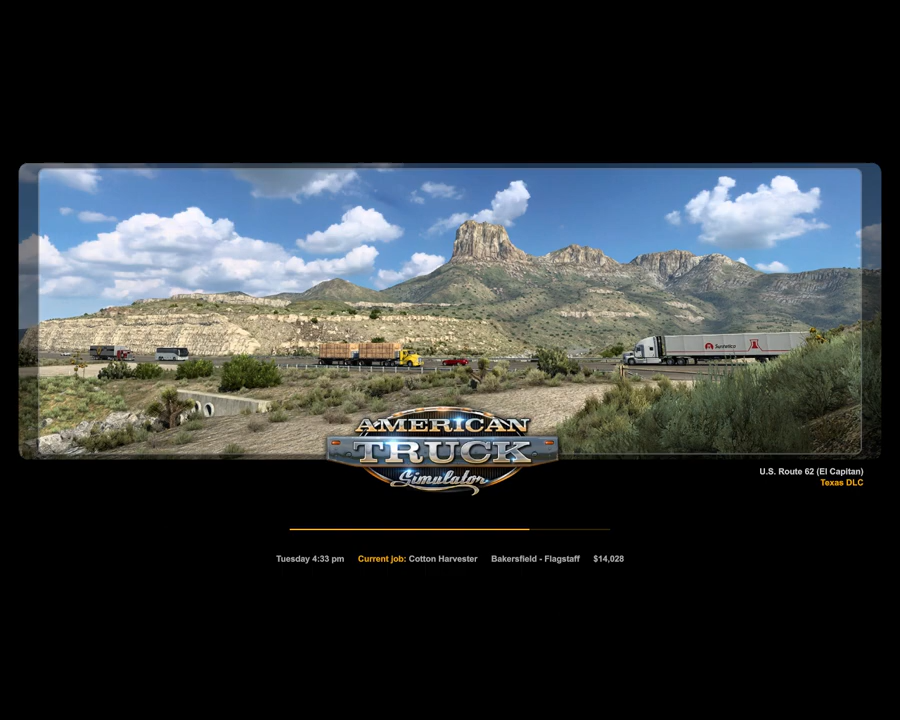 Sunhetico
AMERICAN
TRUCK
Simulator
U.S. Route 62 (El Capitan)
Texas DLC
Tuesday 4:33 pm Current job: Cotton Harvester Bakersfield - Flagstaff $14,028